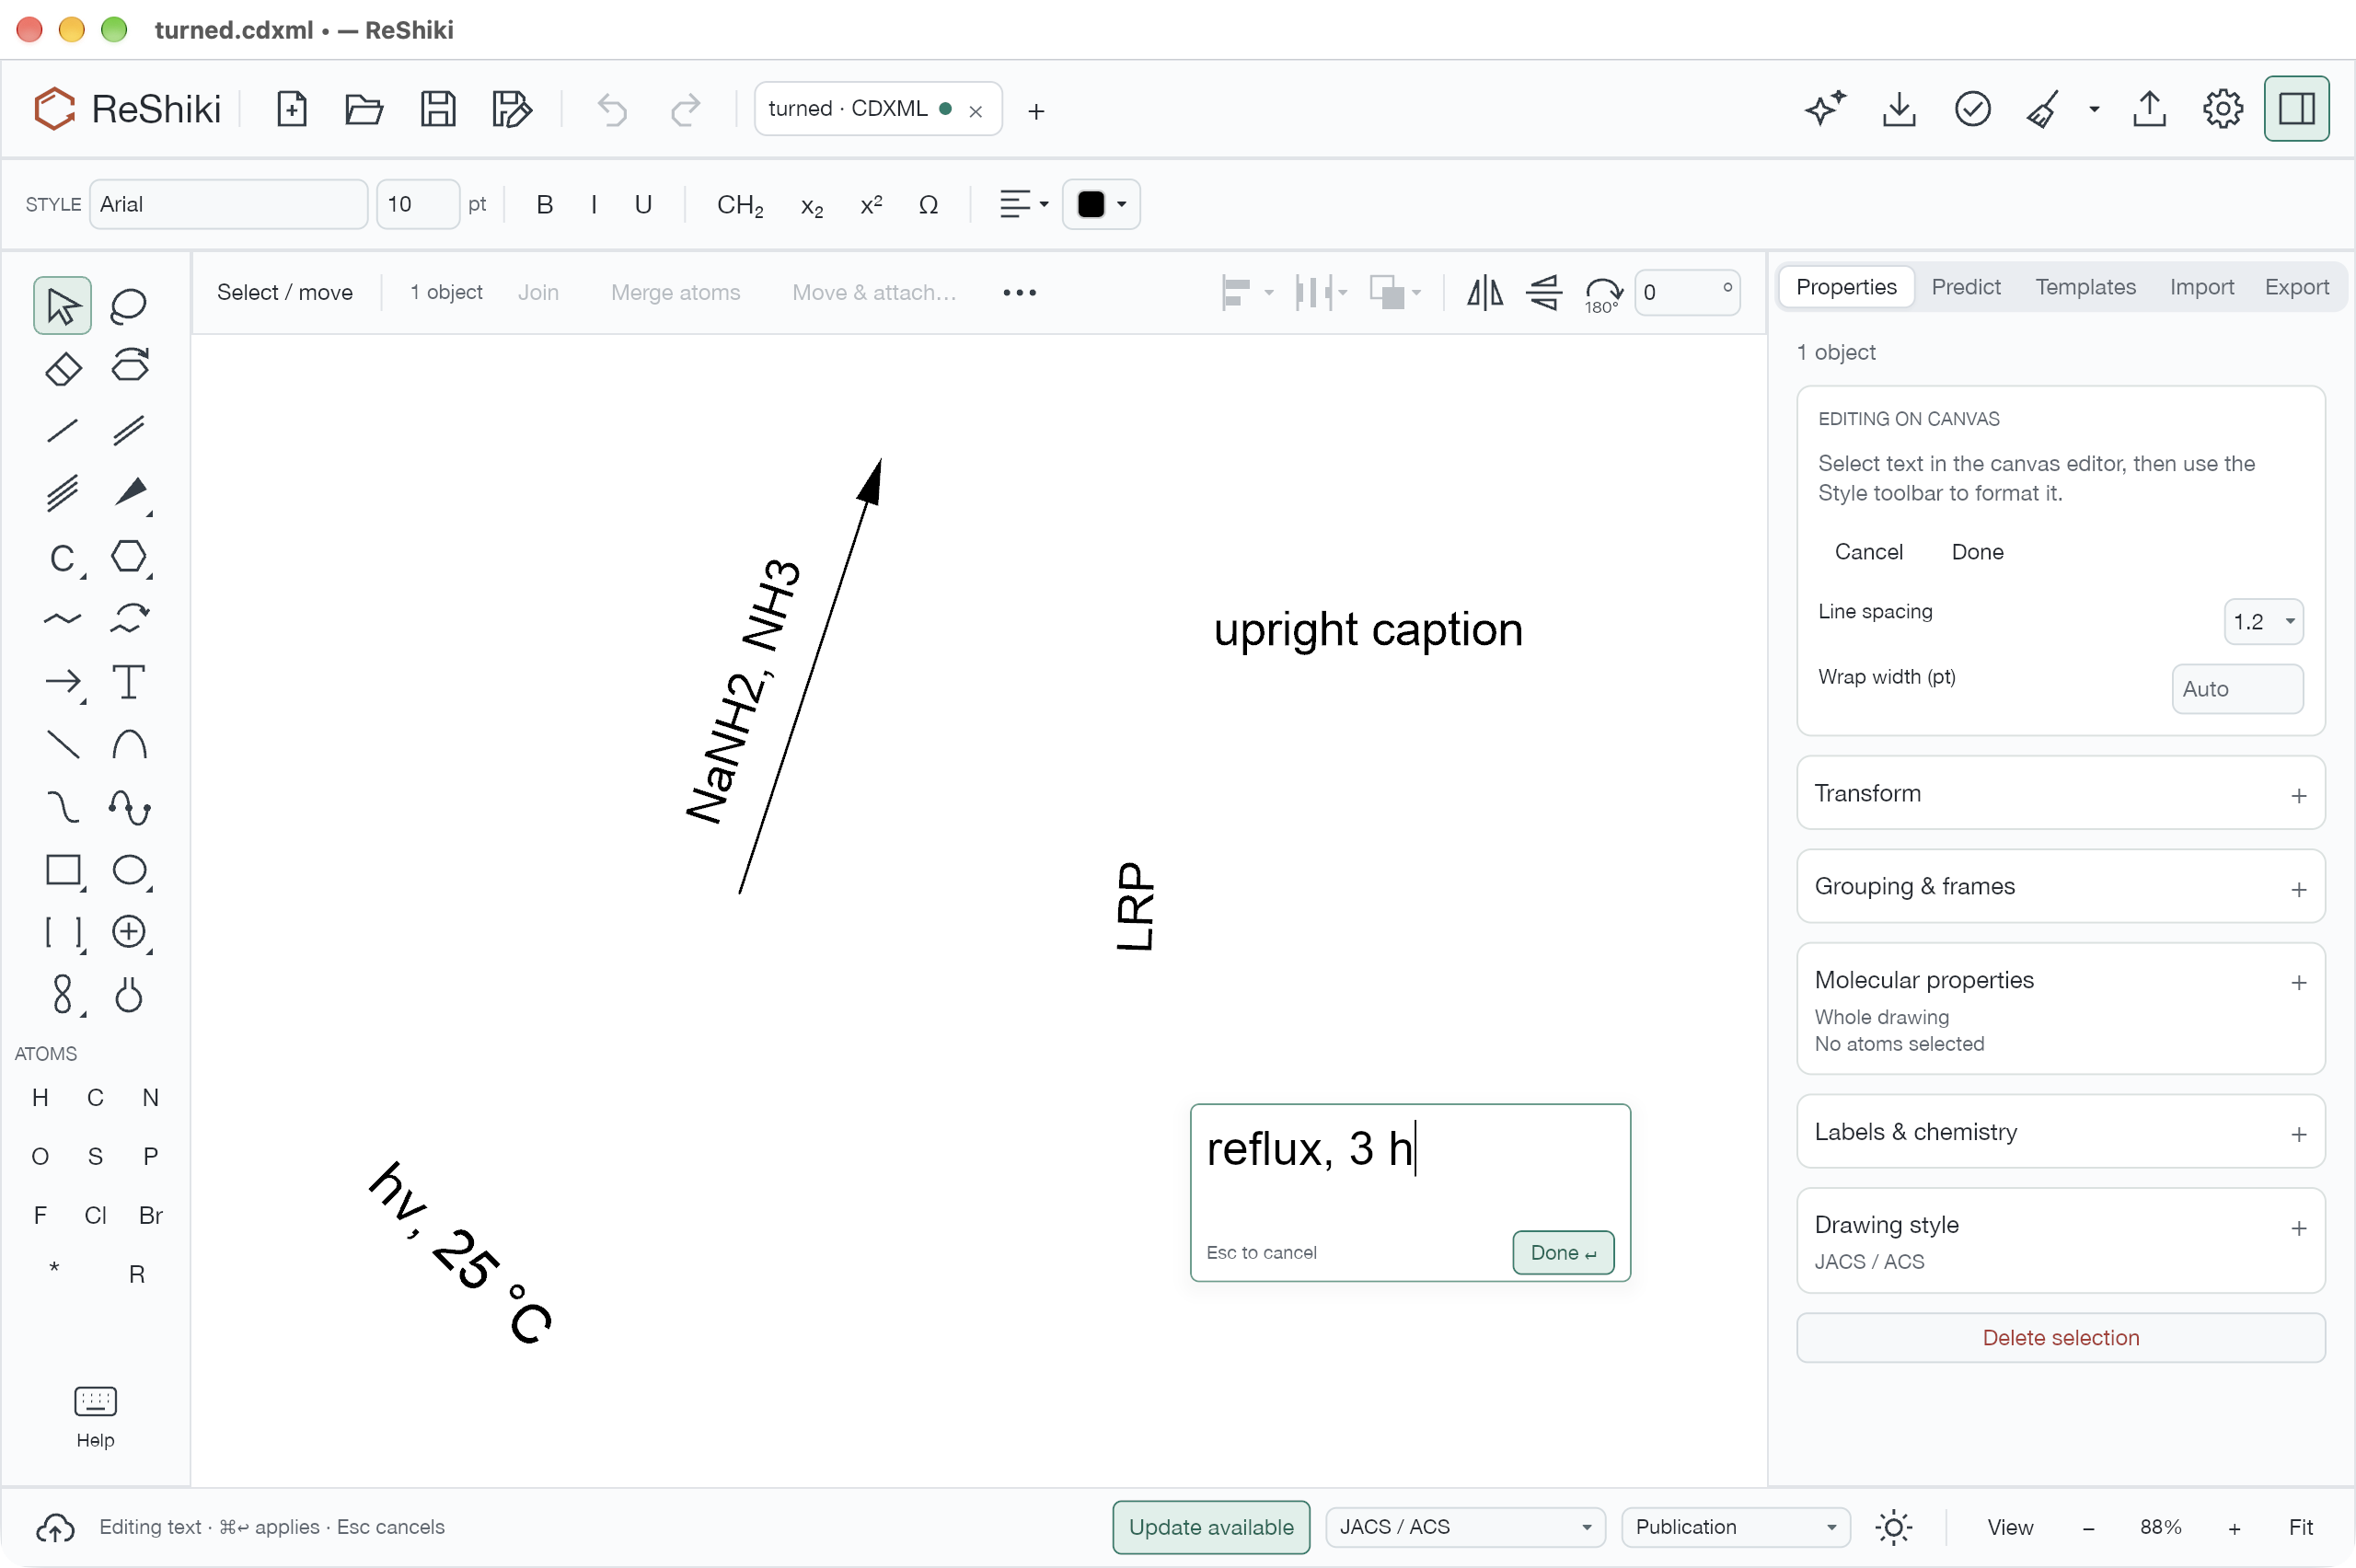 turned.cdxml • — ReShiki
ReShiki
turned · CDXML
180°
STYLE Arial 10 pt B I U CH₂ x₂ x² Ω
Select / move 1 object Join Merge atoms Move & attach... ••• 0 °
Properties Predict Templates Import Export
1 object
EDITING ON CANVAS
Select text in the canvas editor, then use the
Style toolbar to format it.
Cancel Done
Line spacing 1.2
Wrap width (pt) Auto
Transform
Grouping & frames
Molecular properties
Whole drawing
No atoms selected
Labels & chemistry
Drawing style
JACS / ACS
Delete selection
C
T
ATOMS
H C N
O S P
F Cl Br
* R
Help
NaNH2, NH3
upright caption
LRP
hv, 25 °C
reflux, 3 h
Esc to cancel Done ↵
Editing text · ⌘↩ applies · Esc cancels
Update available JACS / ACS Publication View − 88% + Fit